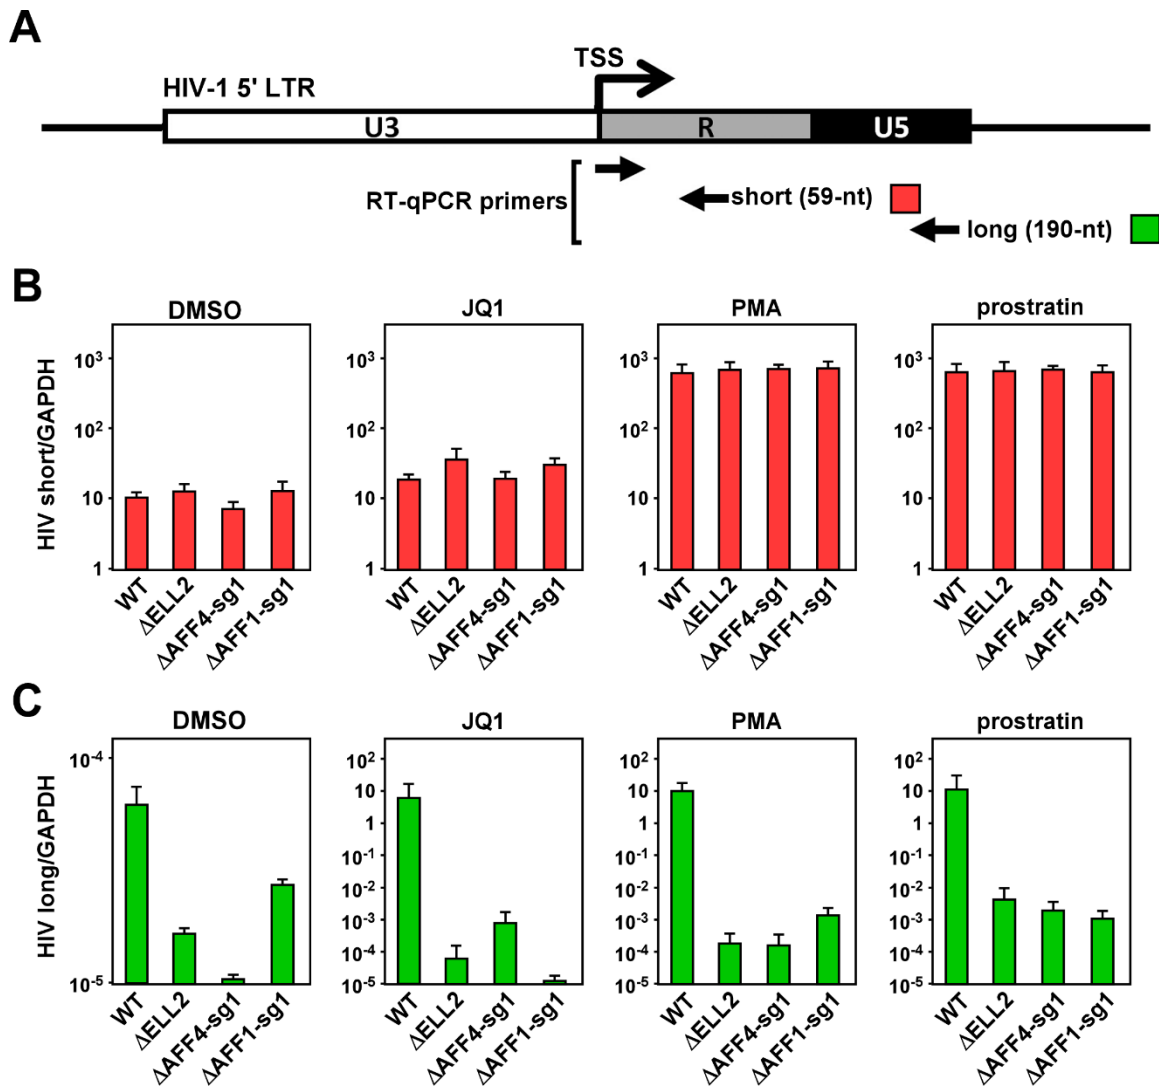 A
TSS
HIV-1 5' LTR
U3 R U5
RT-qPCR primers
short (59-nt)
long (190-nt)
B
DMSO JQ1 PMA prostratin
HIV short/GAPDH
10³ 10³ 10³ 10³
10² 10² 10² 10²
10 10 10 10
1 1 1 1
WT ΔELL2 ΔAFF4-sg1 ΔAFF1-sg1 WT ΔELL2 ΔAFF4-sg1 ΔAFF1-sg1 WT ΔELL2 ΔAFF4-sg1 ΔAFF1-sg1 WT ΔELL2 ΔAFF4-sg1 ΔAFF1-sg1
C
DMSO JQ1 PMA prostratin
HIV long/GAPDH
10⁻⁴ 10² 10² 10²
10 10 10
1 1 1
10⁻¹ 10⁻¹ 10⁻¹
10⁻² 10⁻² 10⁻²
10⁻³ 10⁻³ 10⁻³
10⁻⁴ 10⁻⁴ 10⁻⁴
10⁻⁵ 10⁻⁵ 10⁻⁵ 10⁻⁵
WT ΔELL2 ΔAFF4-sg1 ΔAFF1-sg1 WT ΔELL2 ΔAFF4-sg1 ΔAFF1-sg1 WT ΔELL2 ΔAFF4-sg1 ΔAFF1-sg1 WT ΔELL2 ΔAFF4-sg1 ΔAFF1-sg1